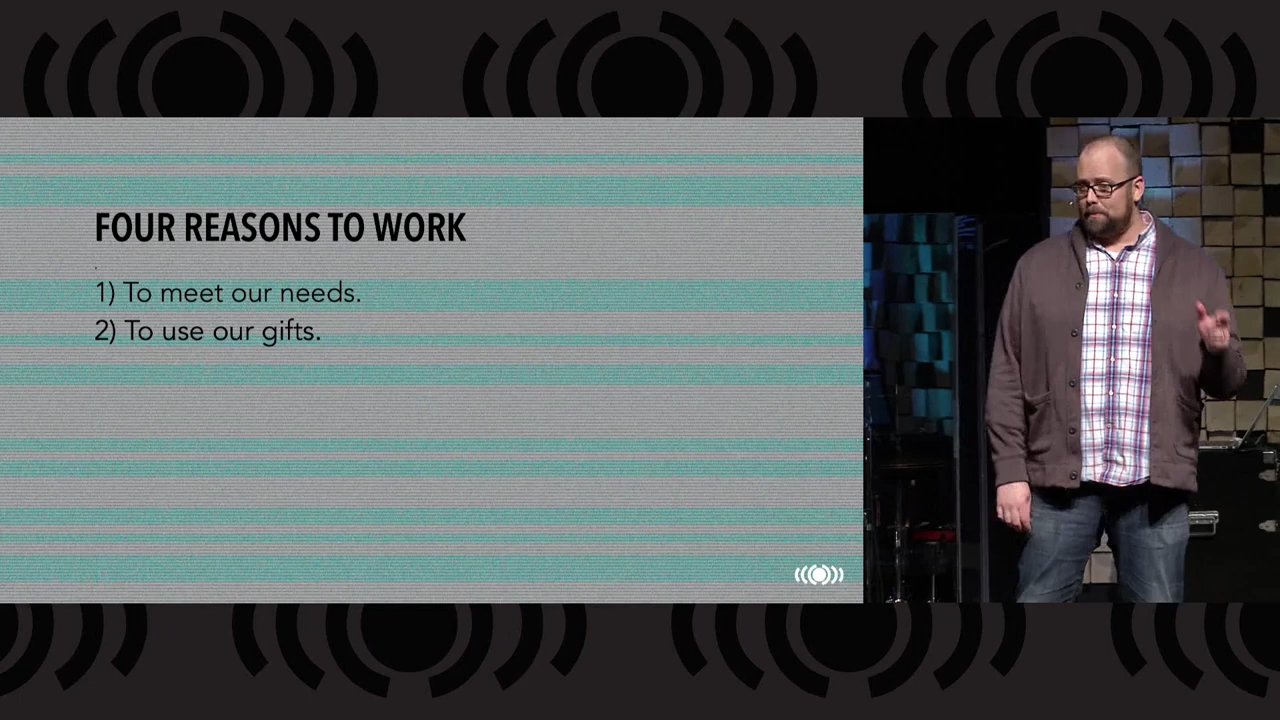 FOUR REASONS TO WORK
1) To meet our needs.
2) To use our gifts.